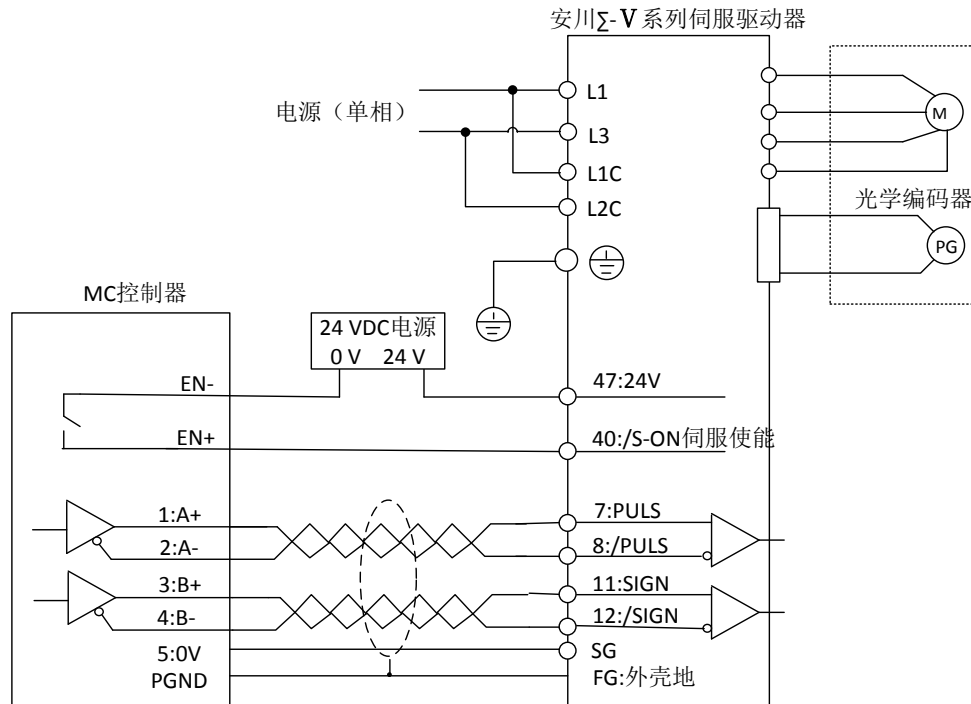 安川∑-V系列伺服驱动器
电源（单相）
L1
L3
L1C
L2C
M
光学编码器
PG
MC控制器
24 VDC电源
0 V 24 V
EN-
47:24V
EN+
40:/S-ON伺服使能
1:A+
7:PULS
2:A-
8:/PULS
3:B+
11:SIGN
4:B-
12:/SIGN
5:0V
SG
PGND
FG:外壳地